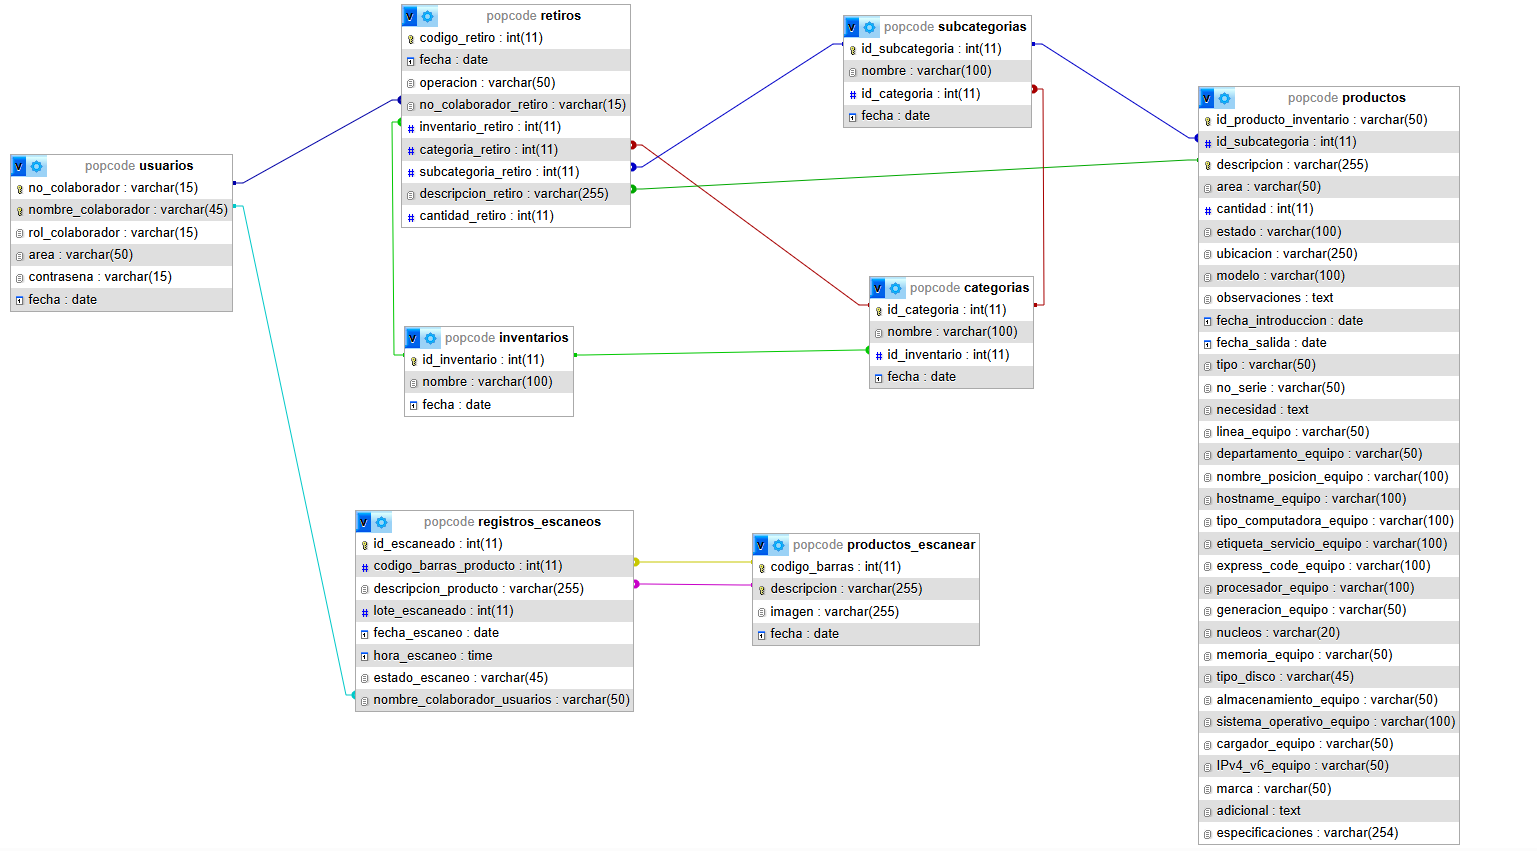 popcode usuarios
no_colaborador : varchar(15)
nombre_colaborador : varchar(45)
rol_colaborador : varchar(15)
area : varchar(50)
contrasena : varchar(15)
fecha : date
popcode retiros
codigo_retiro : int(11)
fecha : date
operacion : varchar(50)
no_colaborador_retiro : varchar(15)
inventario_retiro : int(11)
categoria_retiro : int(11)
subcategoria_retiro : int(11)
descripcion_retiro : varchar(255)
cantidad_retiro : int(11)
popcode inventarios
id_inventario : int(11)
nombre : varchar(100)
fecha : date
popcode registros_escaneos
id_escaneado : int(11)
codigo_barras_producto : int(11)
descripcion_producto : varchar(255)
lote_escaneado : int(11)
fecha_escaneo : date
hora_escaneo : time
estado_escaneo : varchar(45)
nombre_colaborador_usuarios : varchar(50)
popcode subcategorias
id_subcategoria : int(11)
nombre : varchar(100)
id_categoria : int(11)
fecha : date
popcode categorias
id_categoria : int(11)
nombre : varchar(100)
id_inventario : int(11)
fecha : date
popcode productos_escanear
codigo_barras : int(11)
descripcion : varchar(255)
imagen : varchar(255)
fecha : date
popcode productos
id_producto_inventario : varchar(50)
id_subcategoria : int(11)
descripcion : varchar(255)
area : varchar(50)
cantidad : int(11)
estado : varchar(100)
ubicacion : varchar(250)
modelo : varchar(100)
observaciones : text
fecha_introduccion : date
fecha_salida : date
tipo : varchar(50)
no_serie : varchar(50)
necesidad : text
linea_equipo : varchar(50)
departamento_equipo : varchar(50)
nombre_posicion_equipo : varchar(100)
hostname_equipo : varchar(100)
tipo_computadora_equipo : varchar(100)
etiqueta_servicio_equipo : varchar(100)
express_code_equipo : varchar(100)
procesador_equipo : varchar(100)
generacion_equipo : varchar(50)
nucleos : varchar(20)
memoria_equipo : varchar(50)
tipo_disco : varchar(45)
almacenamiento_equipo : varchar(50)
sistema_operativo_equipo : varchar(100)
cargador_equipo : varchar(50)
IPv4_v6_equipo : varchar(50)
marca : varchar(50)
adicional : text
especificaciones : varchar(254)